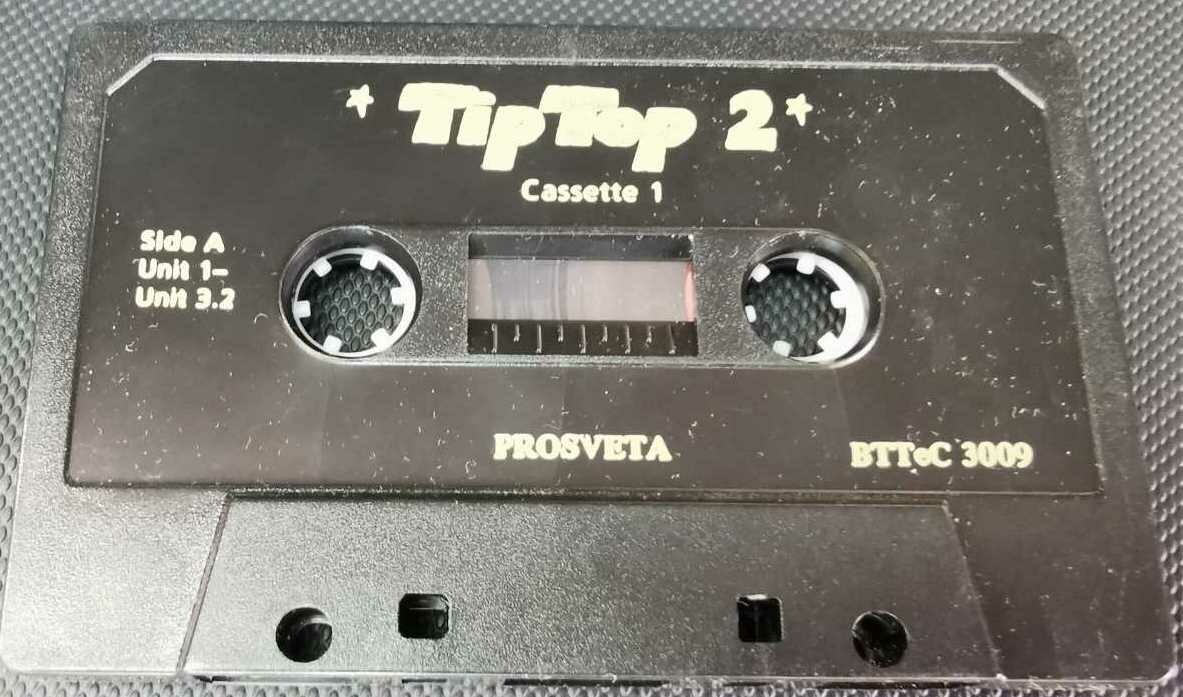 TipTop 2
Cassette 1
Side A
Unit 1–
Unit 3.2
PROSVETA
BTTeC 3009